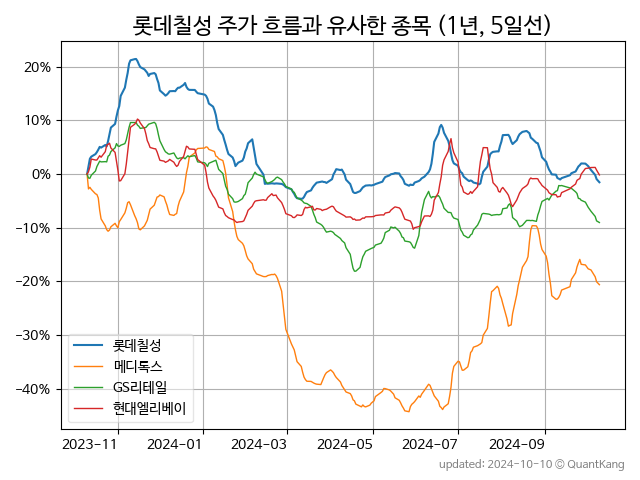 롯데칠성 주가 흐름과 유사한 종목 (1년, 5일선)
20%
10%
0%
−10%
−20%
−30%
−40%
롯데칠성
메디톡스
GS리테일
현대엘리베이
2023-11
2024-01
2024-03
2024-05
2024-07
2024-09
updated: 2024-10-10 © QuantKang